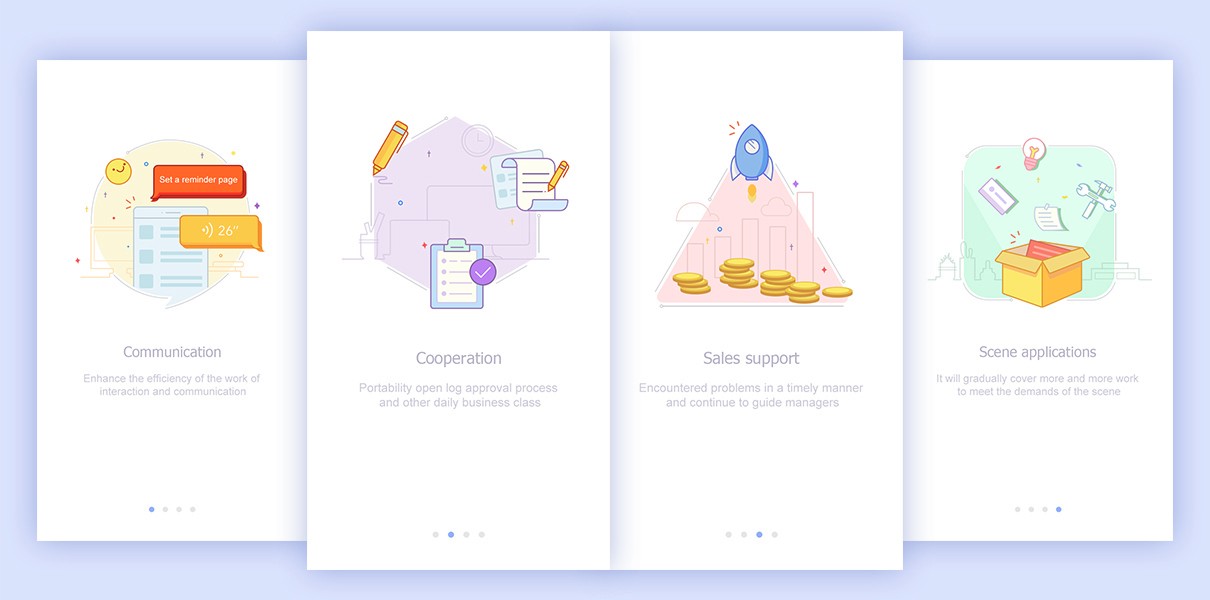 Set a reminder page
26''
Communication
Enhance the efficiency of the work of
interaction and communication
Cooperation
Portability open log approval process
and other daily business class
Sales support
Encountered problems in a timely manner
and continue to guide managers
Scene applications
It will gradually cover more and more work
to meet the demands of the scene